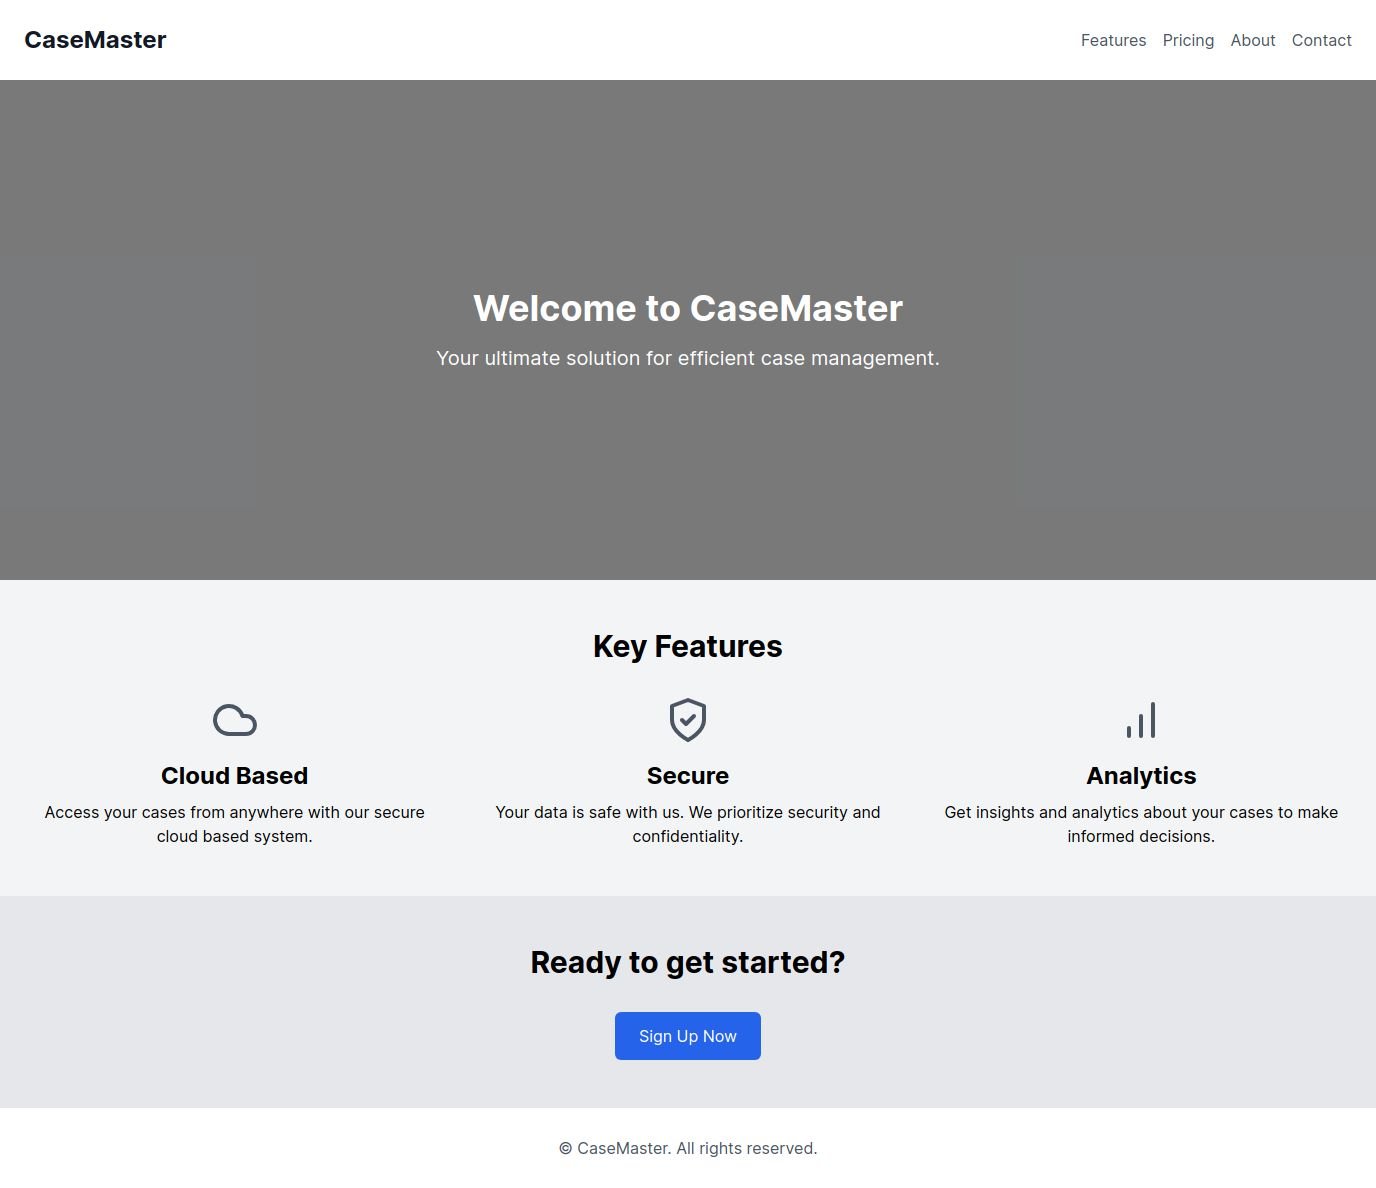 CaseMaster
Features Pricing About Contact
Welcome to CaseMaster
Your ultimate solution for efficient case management.
Key Features
Cloud Based
Access your cases from anywhere with our secure
cloud based system.
Secure
Your data is safe with us. We prioritize security and
confidentiality.
Analytics
Get insights and analytics about your cases to make
informed decisions.
Ready to get started?
Sign Up Now
© CaseMaster. All rights reserved.